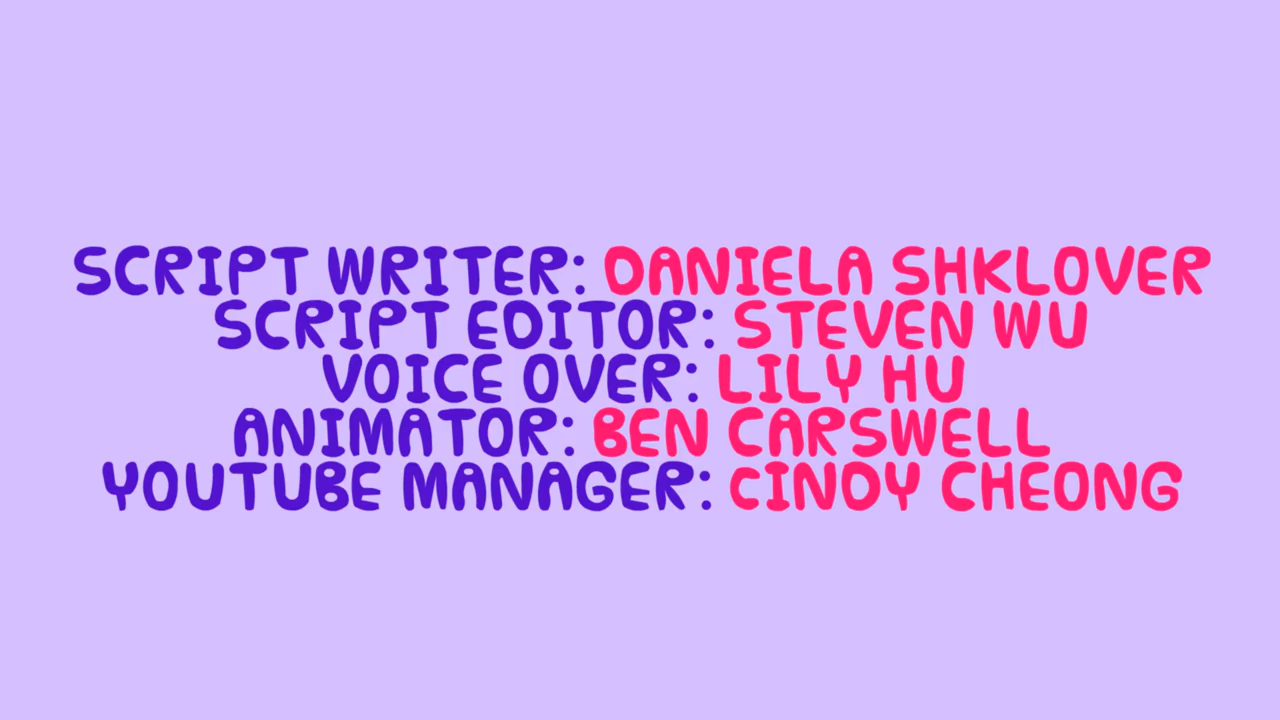 SCRIPT WRITER: DANIELA SHKLOVER
SCRIPT EDITOR: STEVEN WU
VOICE OVER: LILY HU
ANIMATOR: BEN CARSWELL
YOUTUBE MANAGER: CINDY CHEONG